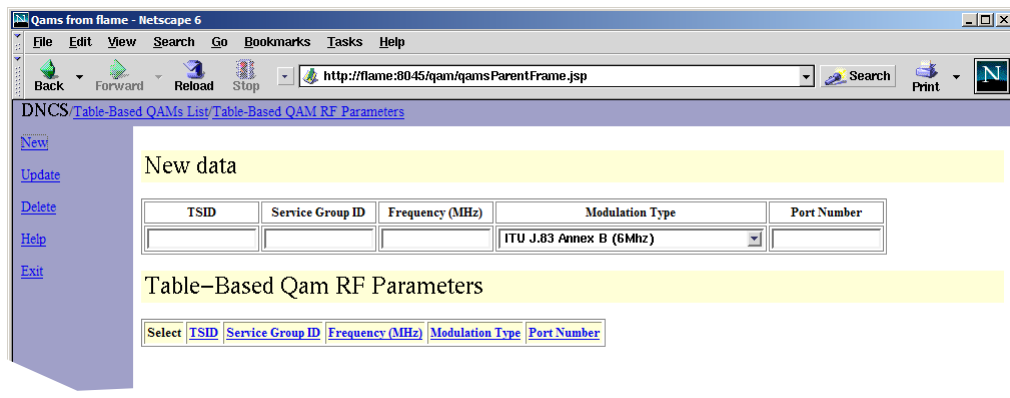 Qams from flame - Netscape 6
File Edit View Search Go Bookmarks Tasks Help
Back Forward Reload Stop http://flame:8045/qam/qamsParentFrame.jsp Search Print N
DNCS/Table-Based QAMs List/Table-Based QAM RF Parameters
New
Update
Delete
Help
Exit
New data
TSID Service Group ID Frequency (MHz) Modulation Type Port Number
ITU J.83 Annex B (6Mhz)
Table-Based Qam RF Parameters
Select TSID Service Group ID Frequency (MHz) Modulation Type Port Number